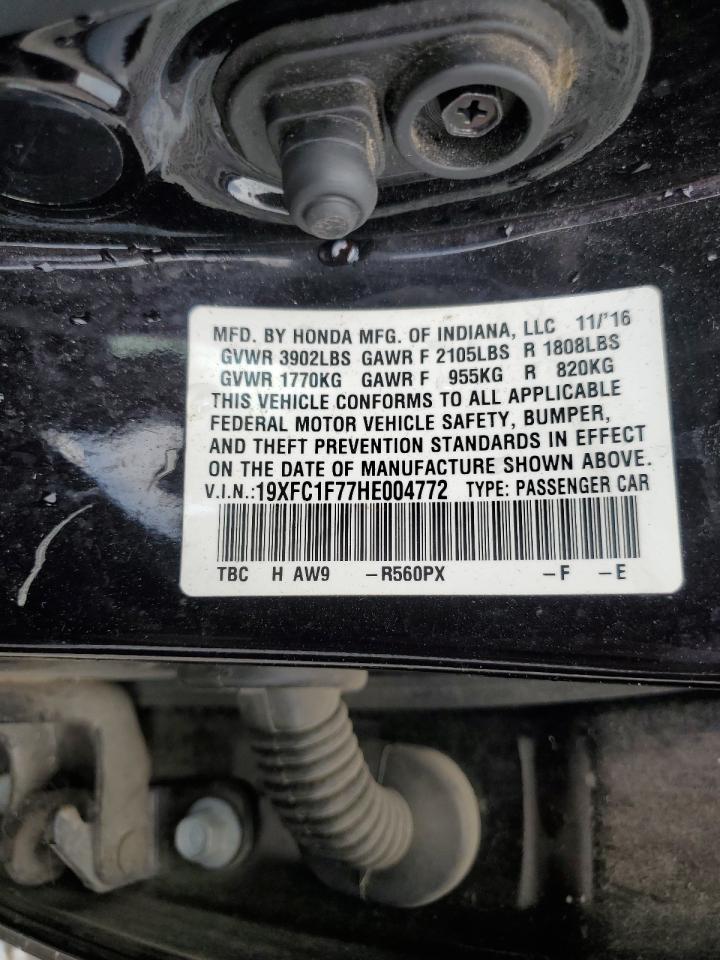 MFD. BY HONDA MFG. OF INDIANA, LLC 11/'16
GVWR 3902LBS GAWR F 2105LBS R 1808LBS
GVWR 1770KG GAWR F 955KG R 820KG
THIS VEHICLE CONFORMS TO ALL APPLICABLE
FEDERAL MOTOR VEHICLE SAFETY, BUMPER,
AND THEFT PREVENTION STANDARDS IN EFFECT
ON THE DATE OF MANUFACTURE SHOWN ABOVE.
V.I.N.:19XFC1F77HE004772 TYPE: PASSENGER CAR
TBC H AW9 –R560PX –F –E